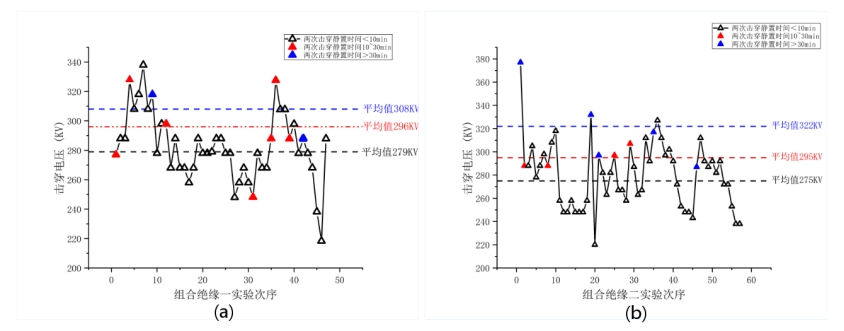 两次击穿静置时间<10min
两次击穿静置时间10~30min
两次击穿静置时间>30min
340
320
300
280
260
240
220
200
击穿电压 (KV)
平均值308KV
平均值296KV
平均值279KV
0
10
20
30
40
50
组合绝缘一实验次序
(a)
两次击穿静置时间<10min
两次击穿静置时间10~30min
两次击穿静置时间>30min
380
360
340
320
300
280
260
240
220
200
击穿电压 (KV)
平均值322KV
平均值295KV
平均值275KV
0
10
20
30
40
50
60
组合绝缘二实验次序
(b)